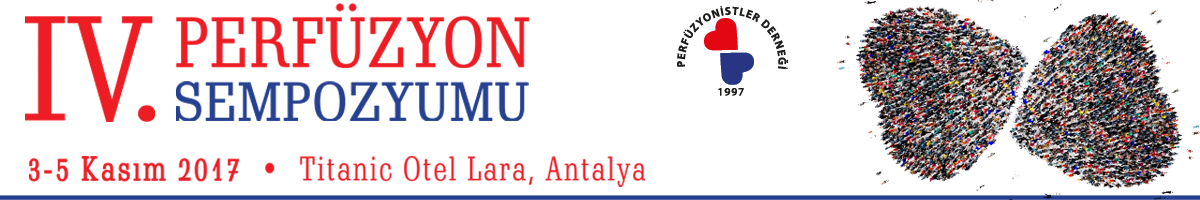 IV. PERFÜZYON
SEMPOZYUMU
3-5 Kasım 2017 • Titanic Otel Lara, Antalya
PERFÜZYONİSTLER DERNEĞİ
1997